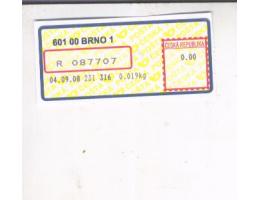 601 00 BRNO 1
ČESKÁ REPUBLIKA
R 087707
0.00
04.09.08 231 316 0.019kg